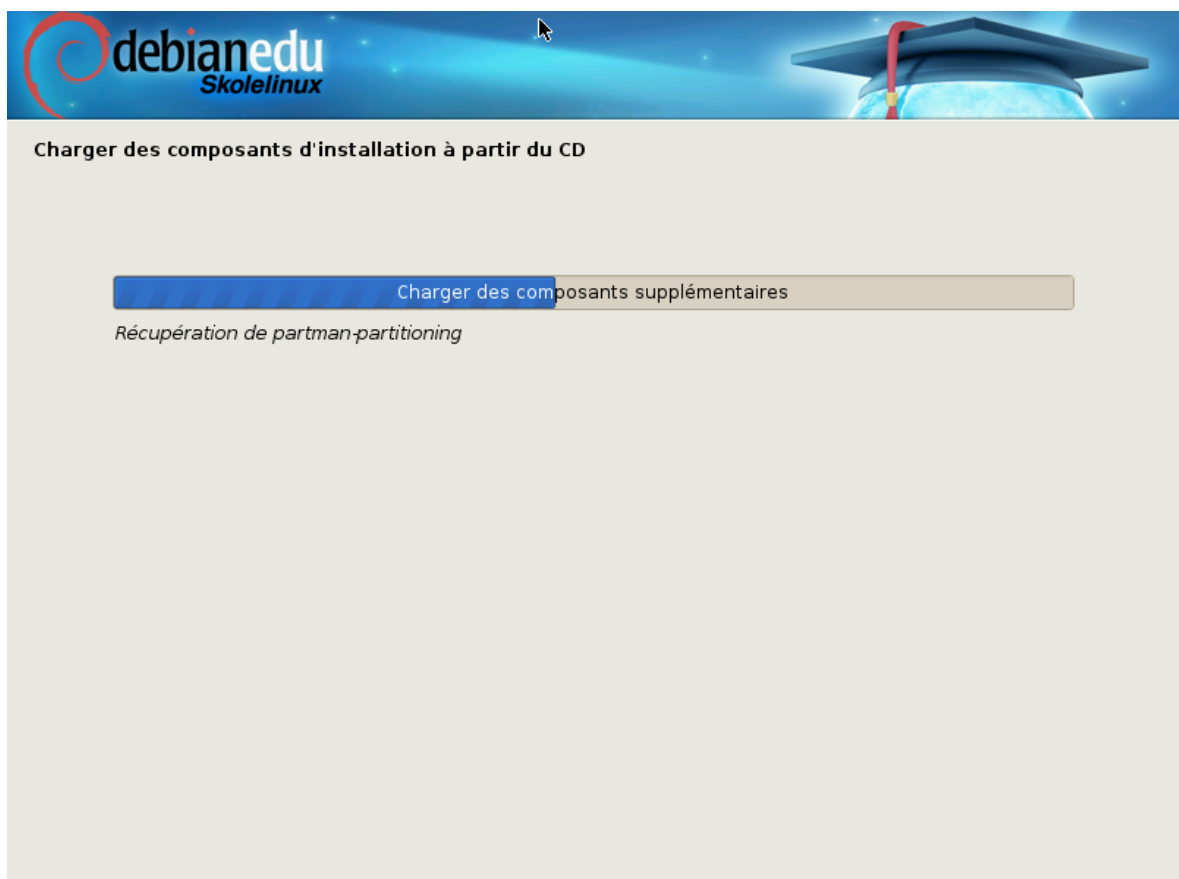 debianedu
Skolelinux
Charger des composants d'installation à partir du CD
Charger des composants supplémentaires
Récupération de partman-partitioning